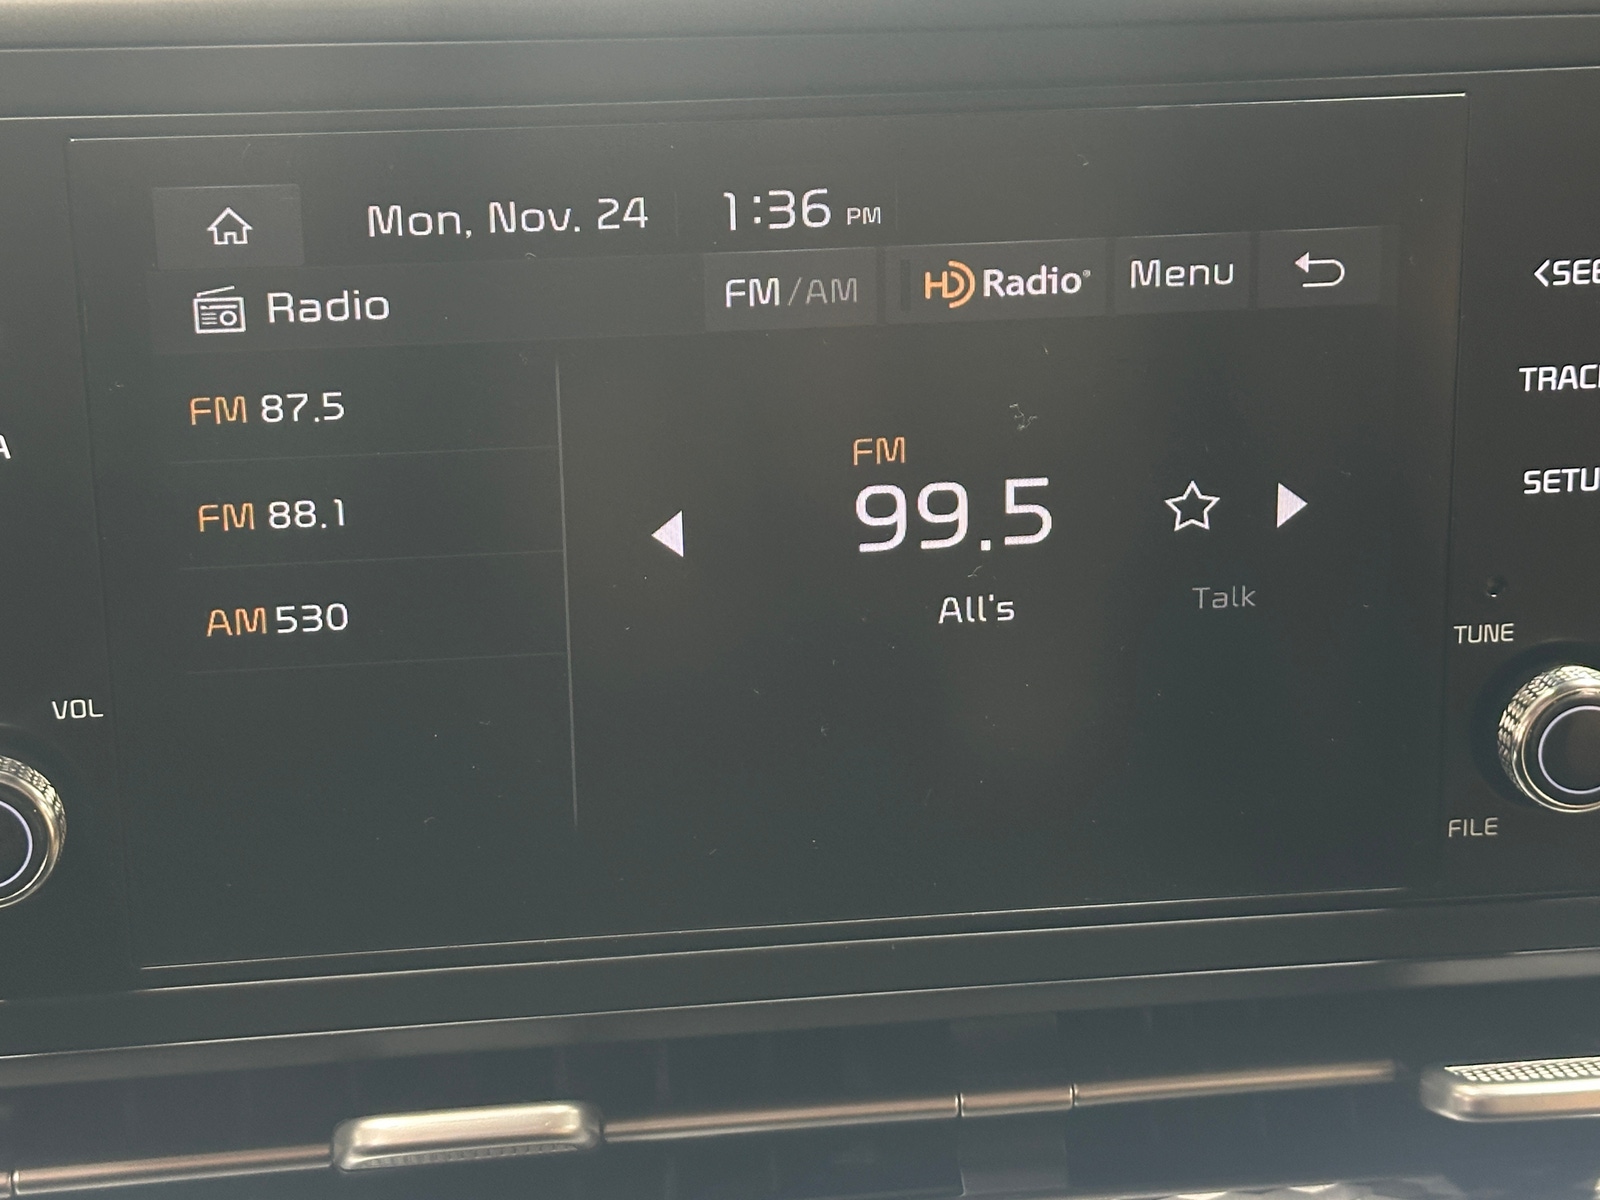 Mon, Nov. 24 1:36 PM
Radio FM/AM HD Radio® Menu
FM 87.5
FM 88.1
AM 530
FM
99.5
All's
Talk
VOL
<SEE
TRAC
SETU
TUNE
FILE
A